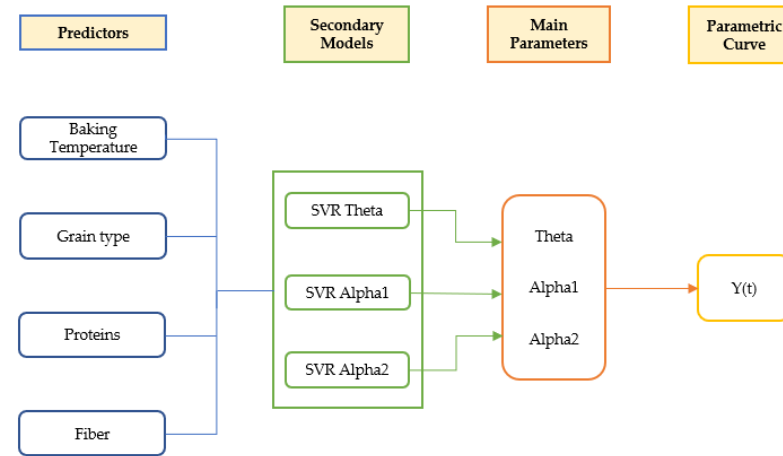 Predictors
Secondary
Models
Main
Parameters
Parametric
Curve
Baking
Temperature
Grain type
Proteins
Fiber
SVR Theta
SVR Alpha1
SVR Alpha2
Theta
Alpha1
Alpha2
Y(t)